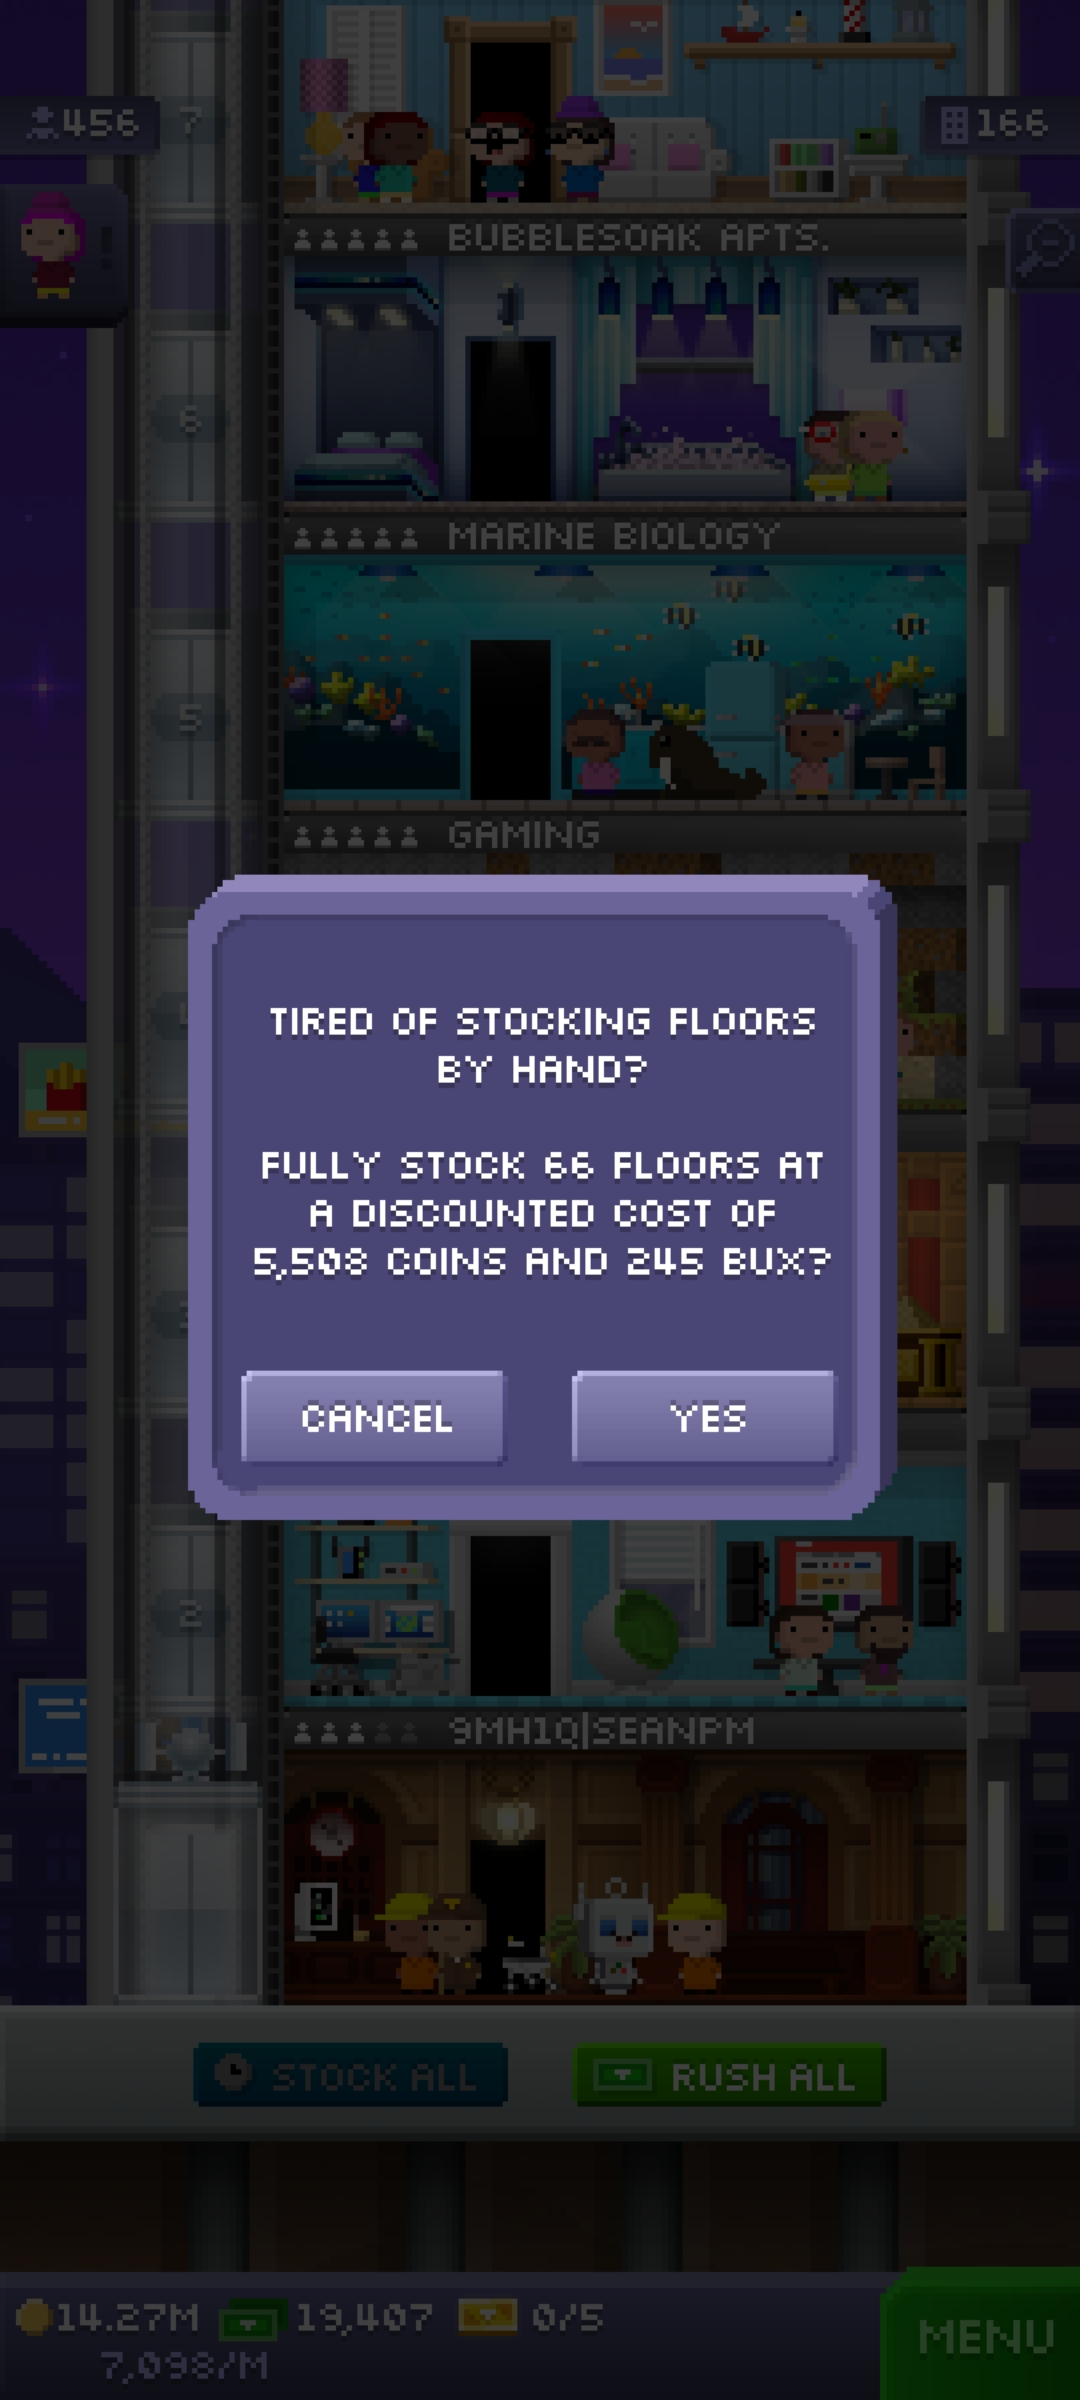 456
7
166
BUBBLESOAK APTS.
6
MARINE BIOLOGY
5
GAMING
TIRED OF STOCKING FLOORS
BY HAND?
FULLY STOCK 66 FLOORS AT
A DISCOUNTED COST OF
5,508 COINS AND 245 BUX?
CANCEL
YES
2
9MH1Q|SEANPM
STOCK ALL
RUSH ALL
14.27M
19,407
0/5
7,098/M
MENU